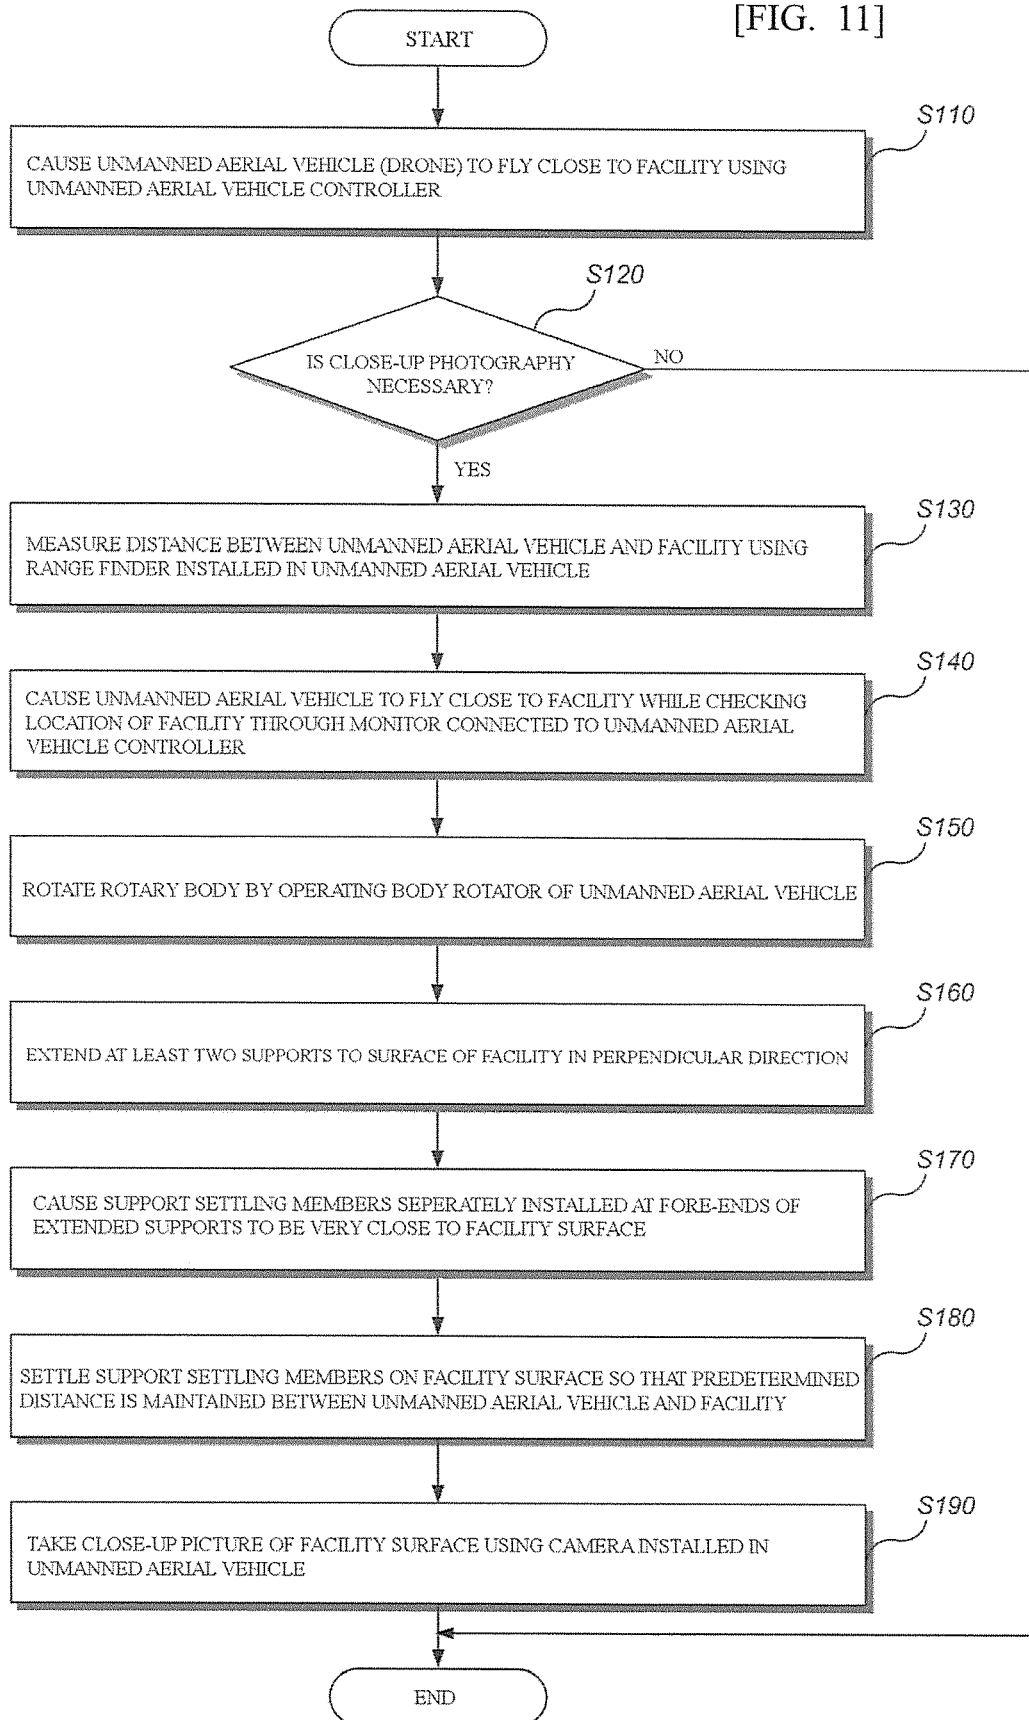 [FIG. 11]
START
S110
CAUSE UNMANNED AERIAL VEHICLE (DRONE) TO FLY CLOSE TO FACILITY USING
UNMANNED AERIAL VEHICLE CONTROLLER
S120
IS CLOSE-UP PHOTOGRAPHY
NECESSARY?
NO
YES
S130
MEASURE DISTANCE BETWEEN UNMANNED AERIAL VEHICLE AND FACILITY USING
RANGE FINDER INSTALLED IN UNMANNED AERIAL VEHICLE
S140
CAUSE UNMANNED AERIAL VEHICLE TO FLY CLOSE TO FACILITY WHILE CHECKING
LOCATION OF FACILITY THROUGH MONITOR CONNECTED TO UNMANNED AERIAL
VEHICLE CONTROLLER
S150
ROTATE ROTARY BODY BY OPERATING BODY ROTATOR OF UNMANNED AERIAL VEHICLE
S160
EXTEND AT LEAST TWO SUPPORTS TO SURFACE OF FACILITY IN PERPENDICULAR DIRECTION
S170
CAUSE SUPPORT SETTLING MEMBERS SEPERATELY INSTALLED AT FORE-ENDS OF
EXTENDED SUPPORTS TO BE VERY CLOSE TO FACILITY SURFACE
S180
SETTLE SUPPORT SETTLING MEMBERS ON FACILITY SURFACE SO THAT PREDETERMINED
DISTANCE IS MAINTAINED BETWEEN UNMANNED AERIAL VEHICLE AND FACILITY
S190
TAKE CLOSE-UP PICTURE OF FACILITY SURFACE USING CAMERA INSTALLED IN
UNMANNED AERIAL VEHICLE
END